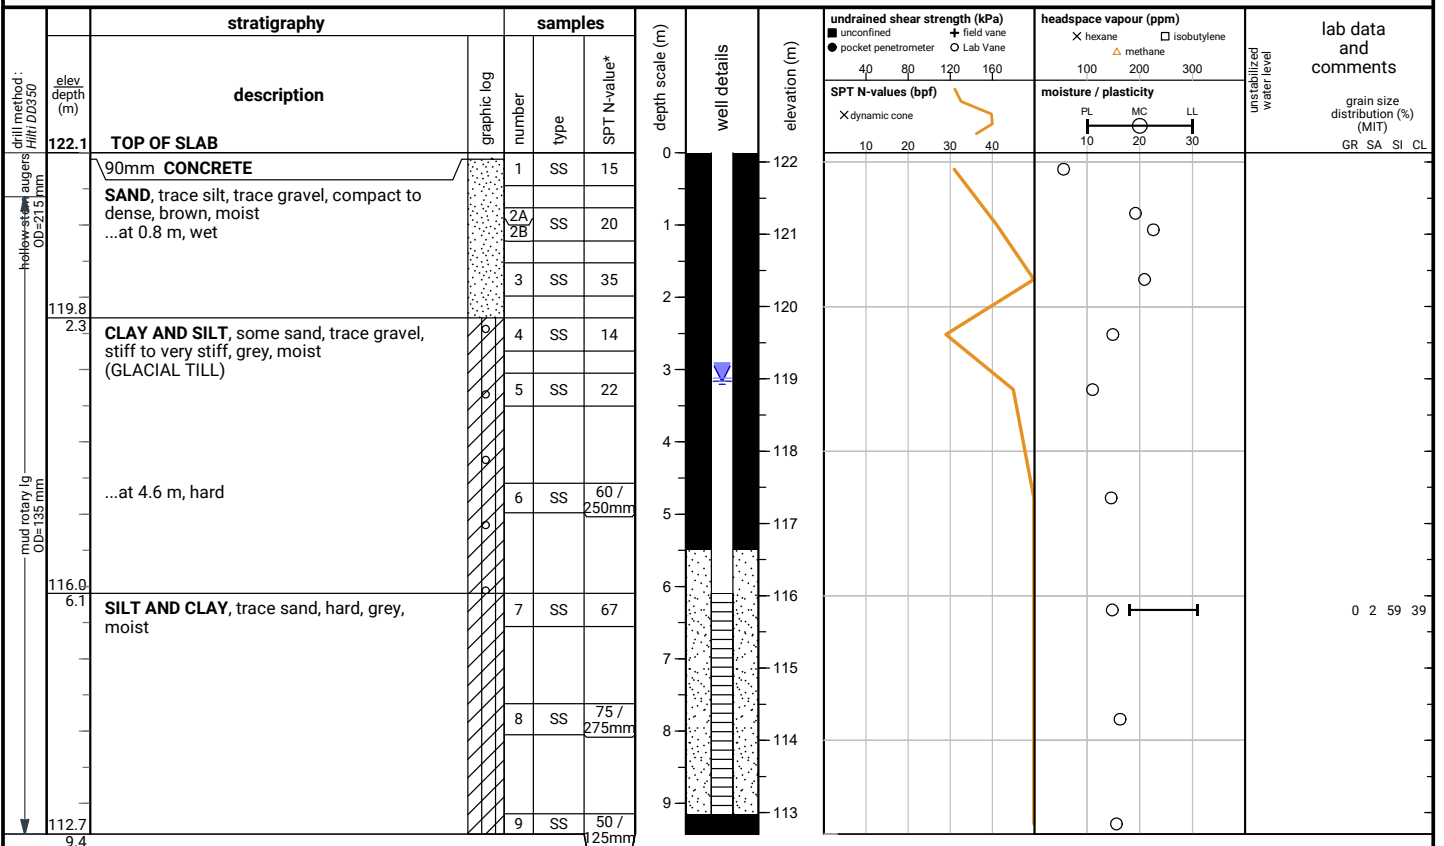 stratigraphy
samples
drill method :
Hilti DD350
elev
depth
(m)
description
graphic log
number
type
SPT N-value*
depth scale (m)
well details
elevation (m)
undrained shear strength (kPa)
unconfined
field vane
pocket penetrometer
Lab Vane
40 80 120 160
SPT N-values (bpf)
dynamic cone
10 20 30 40
headspace vapour (ppm)
hexane
isobutylene
methane
100 200 300
moisture / plasticity
PL MC LL
10 20 30
unstabilized
water level
lab data
and
comments
grain size
distribution (%)
(MIT)
GR SA SI CL
122.1 TOP OF SLAB
90mm CONCRETE
SAND, trace silt, trace gravel, compact to
dense, brown, moist
...at 0.8 m, wet
119.8
2.3
CLAY AND SILT, some sand, trace gravel,
stiff to very stiff, grey, moist
(GLACIAL TILL)
...at 4.6 m, hard
116.0
6.1
SILT AND CLAY, trace sand, hard, grey,
moist
112.7
9.4
hollow stem augers
OD=215 mm
mud rotary lg
OD=135 mm
1 SS 15
2A
2B
SS 20
3 SS 35
4 SS 14
5 SS 22
6 SS 60 /
250mm
7 SS 67
8 SS 75 /
275mm
9 SS 50 /
125mm
0
1
2
3
4
5
6
7
8
9
122
121
120
119
118
117
116
115
114
113
0 2 59 39